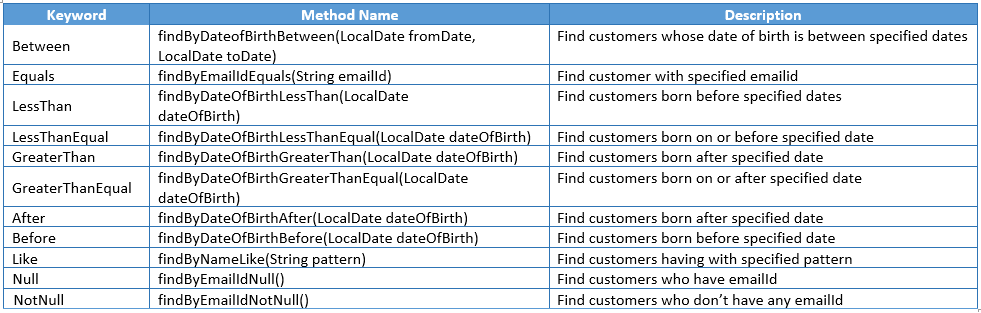 Keyword Method Name Description
Between findByDateofBirthBetween(LocalDate fromDate, Find customers whose date of birth is between specified dates
LocalDate toDate)
Equals findByEmailIdEquals(String emailId) Find customer with specified emailid
LessThan findByDateOfBirthLessThan(LocalDate Find customers born before specified dates
dateOfBirth)
LessThanEqual findByDateOfBirthLessThanEqual(LocalDate dateOfBirth) Find customers born on or before specified date
GreaterThan findByDateOfBirthGreaterThan(LocalDate dateOfBirth) Find customers born after specified date
GreaterThanEqual findByDateOfBirthGreaterThanEqual(LocalDate Find customers born on or after specified date
dateOfBirth)
After findByDateOfBirthAfter(LocalDate dateOfBirth) Find customers born after specified date
Before findByDateOfBirthBefore(LocalDate dateOfBirth) Find customers born before specified date
Like findByNameLike(String pattern) Find customers having with specified pattern
Null findByEmailIdNull() Find customers who have emailId
NotNull findByEmailIdNotNull() Find customers who don't have any emailId